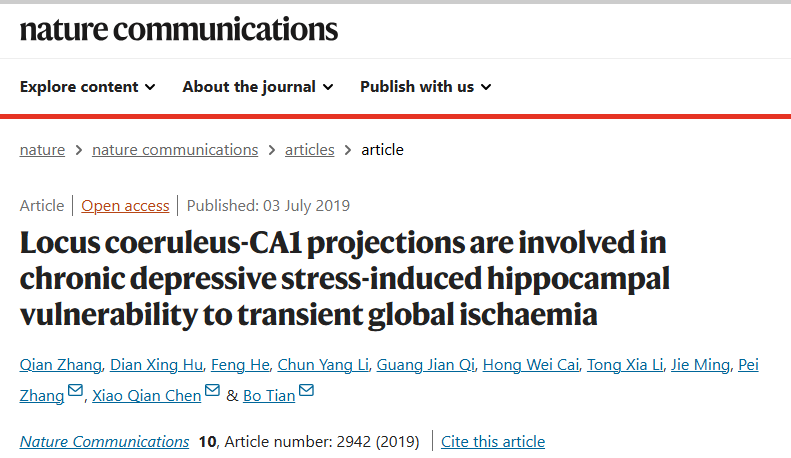 nature communications
Explore content About the journal Publish with us
nature > nature communications > articles > article
Article | Open access | Published: 03 July 2019
Locus coeruleus-CA1 projections are involved in
chronic depressive stress-induced hippocampal
vulnerability to transient global ischaemia
Qian Zhang, Dian Xing Hu, Feng He, Chun Yang Li, Guang Jian Qi, Hong Wei Cai, Tong Xia Li, Jie Ming, Pei
Zhang, Xiao Qian Chen & Bo Tian
Nature Communications 10, Article number: 2942 (2019) | Cite this article